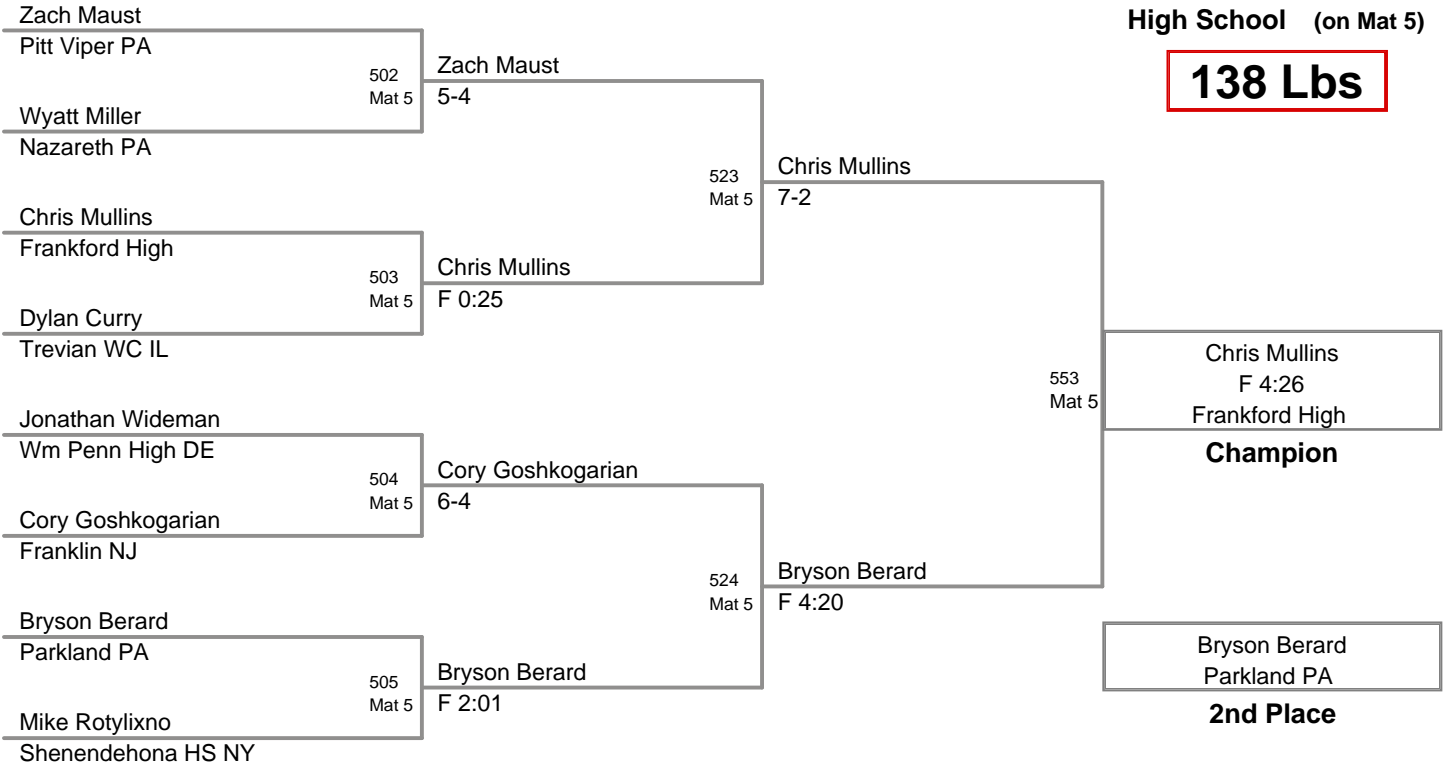 High School (on Mat 5)
138 Lbs
Zach Maust
Pitt Viper PA
502
Mat 5
Zach Maust
5-4
Wyatt Miller
Nazareth PA
523
Mat 5
Chris Mullins
7-2
Chris Mullins
Frankford High
503
Mat 5
Chris Mullins
F 0:25
Dylan Curry
Trevian WC IL
553
Mat 5
Chris Mullins
F 4:26
Frankford High
Champion
Jonathan Wideman
Wm Penn High DE
504
Mat 5
Cory Goshkogarian
6-4
Cory Goshkogarian
Franklin NJ
524
Mat 5
Bryson Berard
F 4:20
Bryson Berard
Parkland PA
505
Mat 5
Bryson Berard
F 2:01
Mike Rotylixno
Shenendehona HS NY
Bryson Berard
Parkland PA
2nd Place